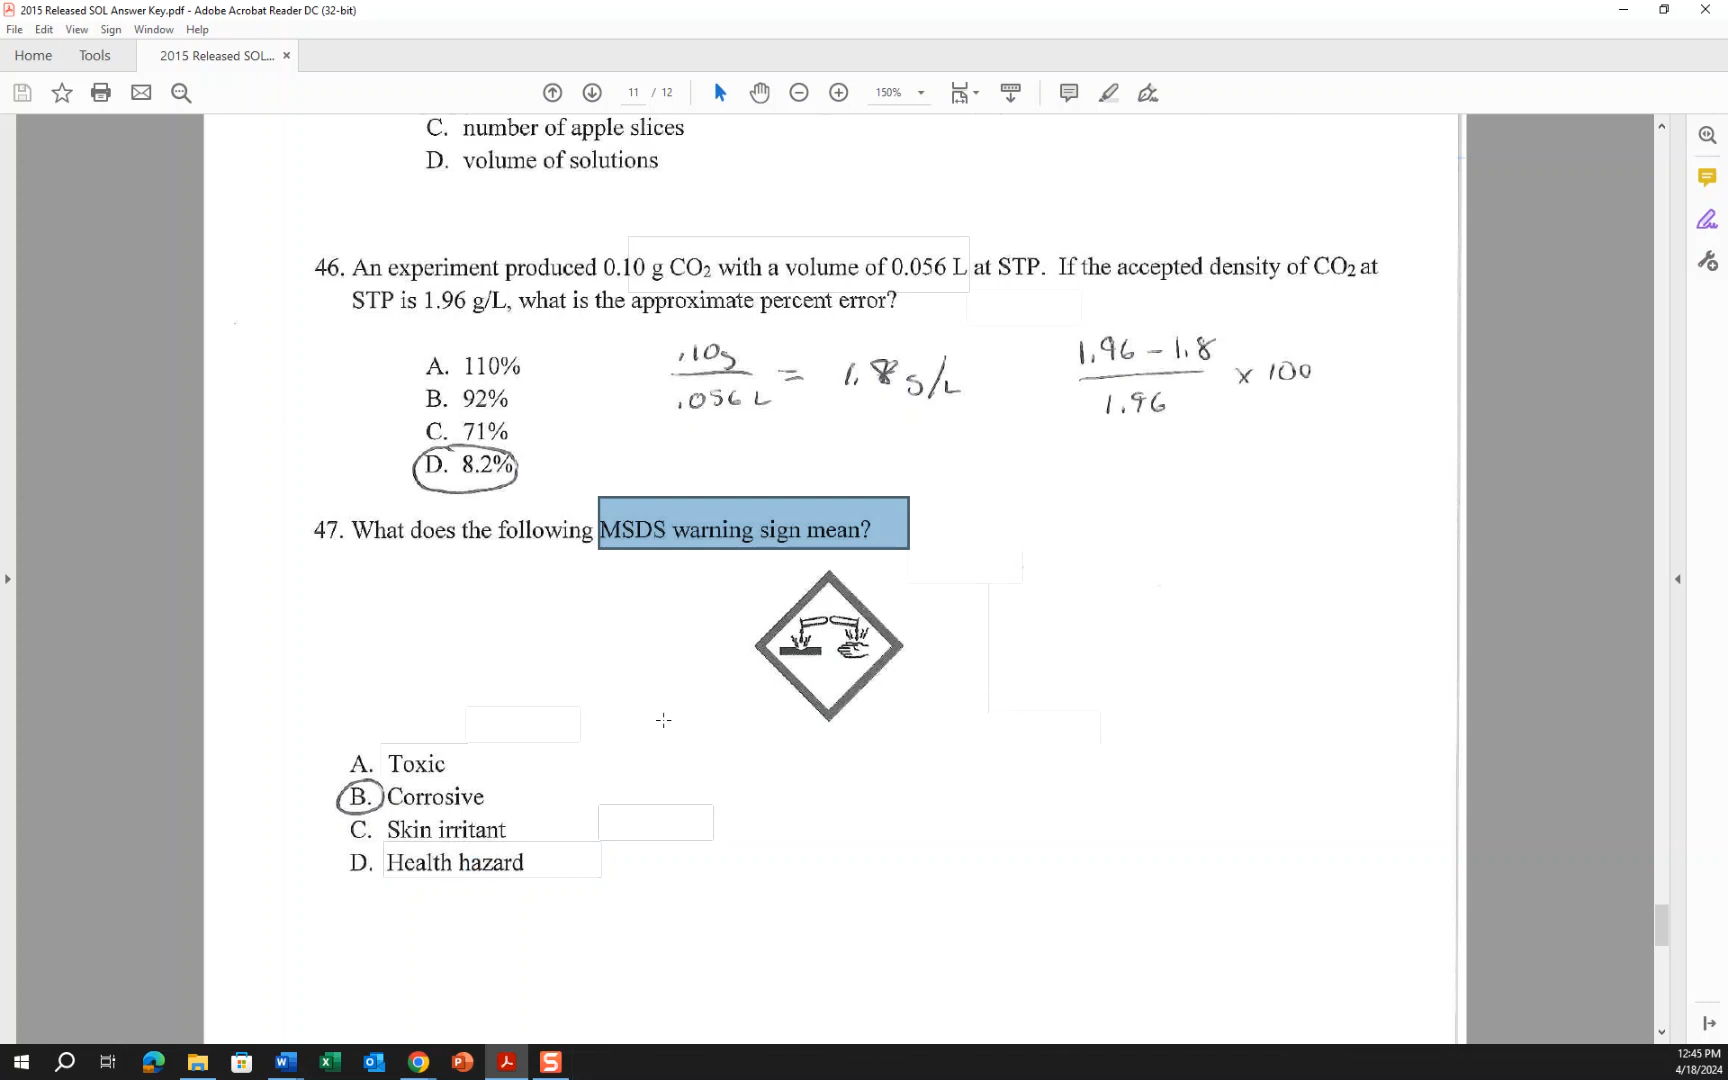 2015 Released SOL Answer Key.pdf - Adobe Acrobat Reader DC (32-bit)
File Edit View Sign Window Help
Home Tools 2015 Released SOL... ×
11 / 12 150%
C. number of apple slices
D. volume of solutions
46. An experiment produced 0.10 g CO₂ with a volume of 0.056 L at STP. If the accepted density of CO₂ at
STP is 1.96 g/L, what is the approximate percent error?
A. 110%
B. 92%
C. 71%
D. 8.2%
.10g
.056 L
= 1.8 g/L
1.96 - 1.8
1.96
x 100
47. What does the following MSDS warning sign mean?
A. Toxic
B. Corrosive
C. Skin irritant
D. Health hazard
12:45 PM
4/18/2024